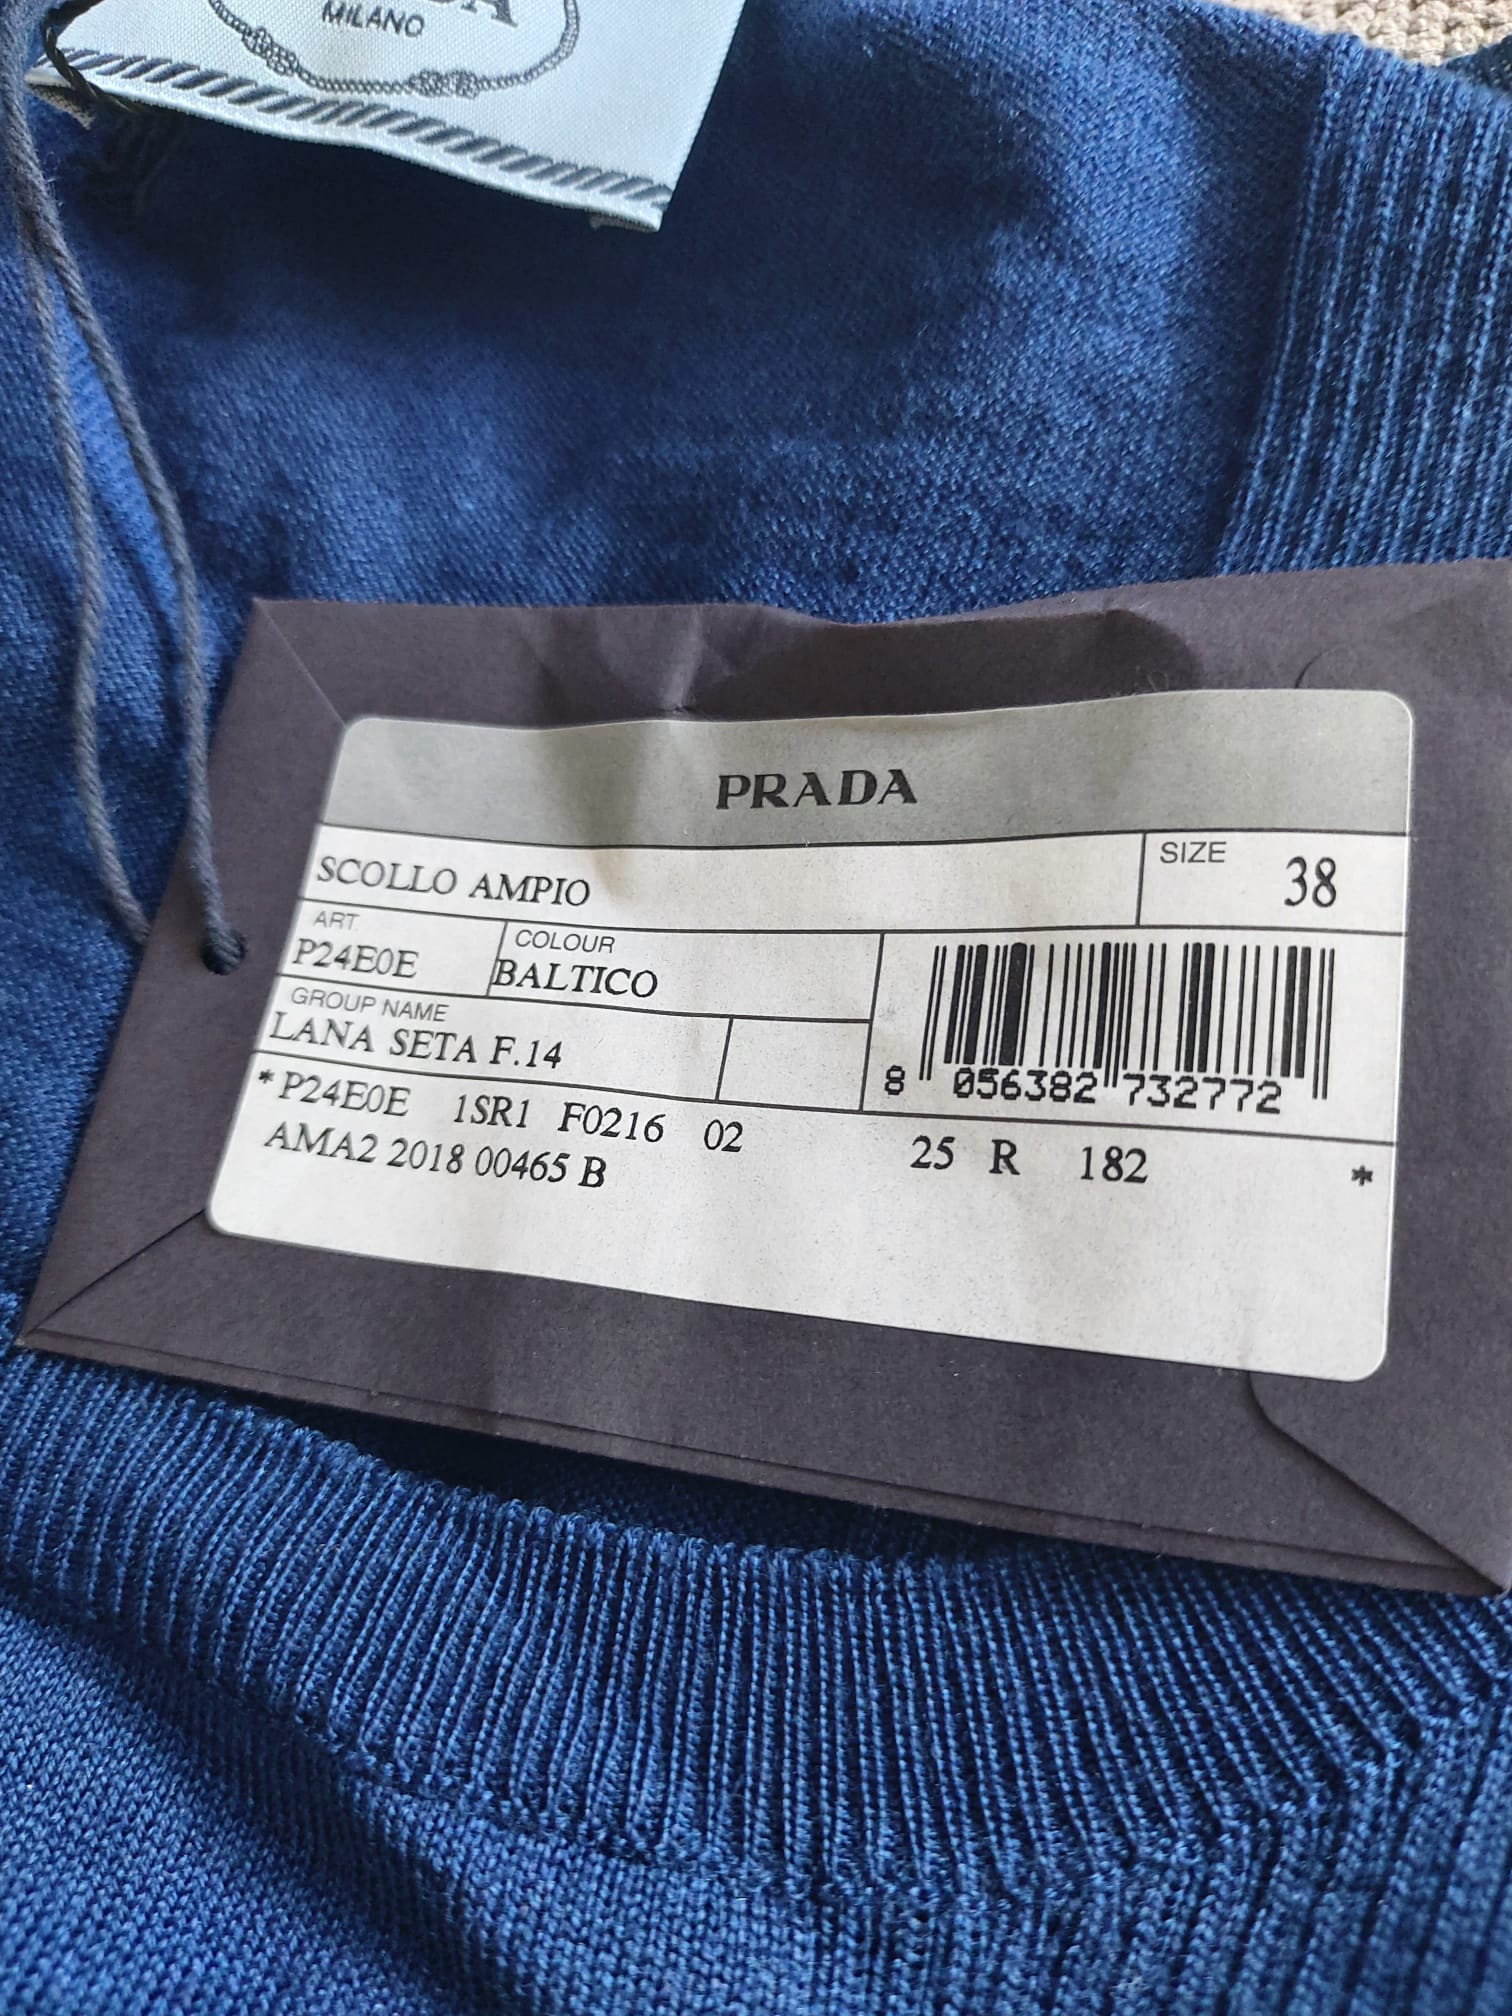 MILANO
PRADA
SCOLLO AMPIO
SIZE 38
ART.
P24E0E
COLOUR
BALTICO
GROUP NAME
LANA SETA F.14
8 056382 732772
* P24E0E 1SR1 F0216 02 25 R 182 *
AMA2 2018 00465 B